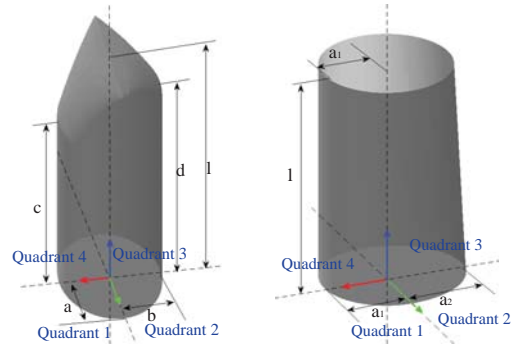 a₁
l
d
l
c
Quadrant 3
Quadrant 4
Quadrant 3
Quadrant 4
a
b
a₁
a₂
Quadrant 1
Quadrant 2
Quadrant 1
Quadrant 2